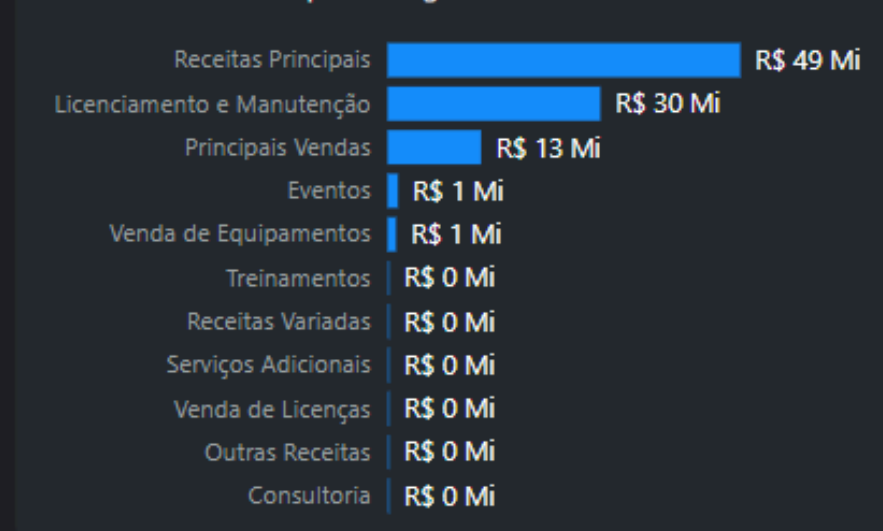 Receitas Principais R$ 49 Mi
Licenciamento e Manutenção R$ 30 Mi
Principais Vendas R$ 13 Mi
Eventos R$ 1 Mi
Venda de Equipamentos R$ 1 Mi
Treinamentos R$ 0 Mi
Receitas Variadas R$ 0 Mi
Serviços Adicionais R$ 0 Mi
Venda de Licenças R$ 0 Mi
Outras Receitas R$ 0 Mi
Consultoria R$ 0 Mi